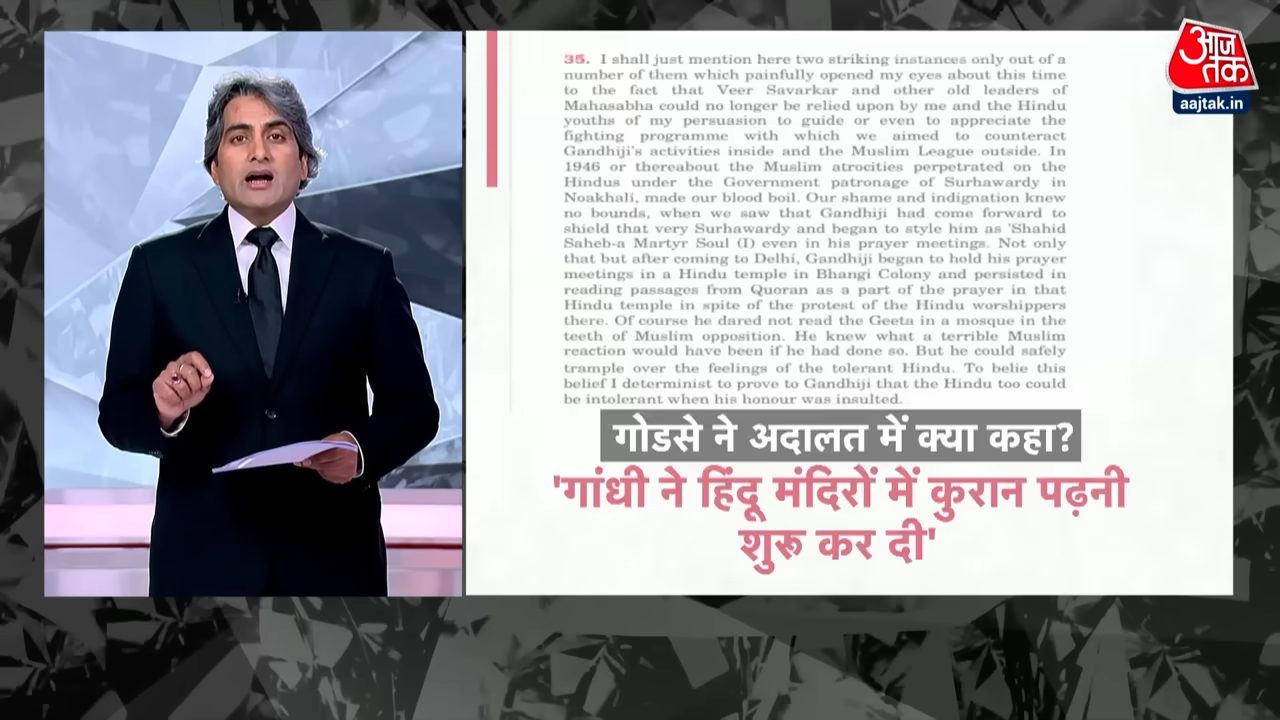 आज
तक
aajtak.in
35. I shall just mention here two striking instances only out of a
number of them which painfully opened my eyes about this time
to the fact that Veer Savarkar and other old leaders of
Mahasabha could no longer be relied upon by me and the Hindu
youths of my persuasion to guide or even to appreciate the
fighting programme with which we aimed to counteract
Gandhiji's activities inside and the Muslim League outside. In
1946 or thereabout the Muslim atrocities perpetrated on the
Hindus under the Government patronage of Surhawardy in
Noakhali, made our blood boil. Our shame and indignation knew
no bounds, when we saw that Gandhiji had come forward to
shield that very Surhawardy and began to style him as 'Shahid
Saheb-a Martyr Soul (I) even in his prayer meetings. Not only
that but after coming to Delhi, Gandhiji began to hold his prayer
meetings in a Hindu temple in Bhangi Colony and persisted in
reading passages from Quoran as a part of the prayer in that
Hindu temple in spite of the protest of the Hindu worshippers
there. Of course he dared not read the Geeta in a mosque in the
teeth of Muslim opposition. He knew what a terrible Muslim
reaction would have been if he had done so. But he could safely
trample over the feelings of the tolerant Hindu. To belie this
belief I determinist to prove to Gandhiji that the Hindu too could
be intolerant when his honour was insulted.
गोडसे ने अदालत में क्या कहा?
'गांधी ने हिंदू मंदिरों में कुरान पढ़नी
शुरू कर दी'